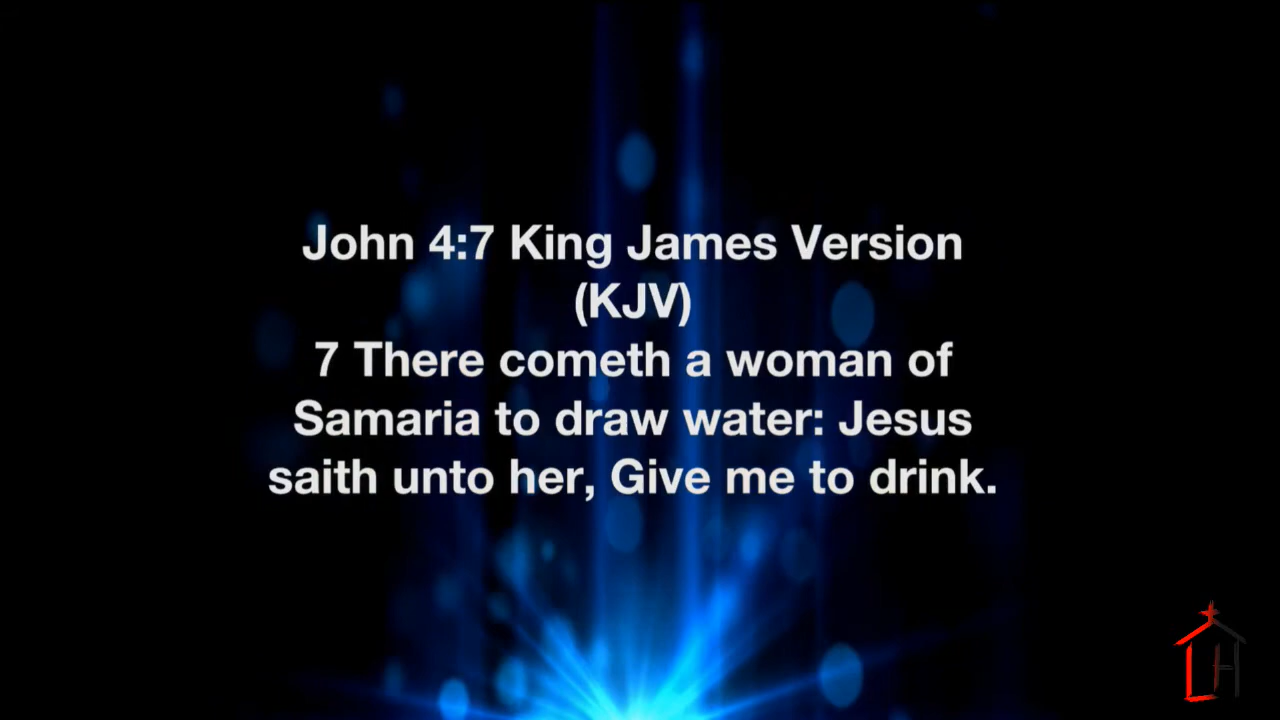 John 4:7 King James Version
(KJV)
7 There cometh a woman of
Samaria to draw water: Jesus
saith unto her, Give me to drink.